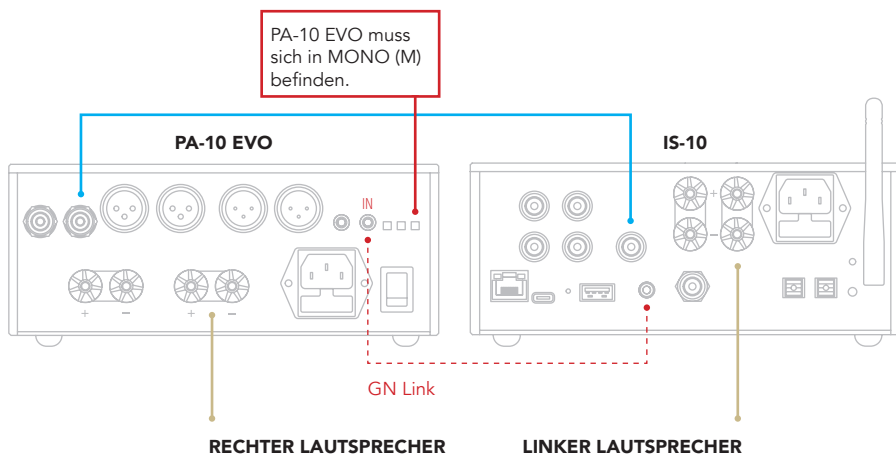 PA-10 EVO muss
sich in MONO (M)
befinden.
PA-10 EVO
IS-10
IN
+
−
+
−
+
−
GN Link
RECHTER LAUTSPRECHER
LINKER LAUTSPRECHER